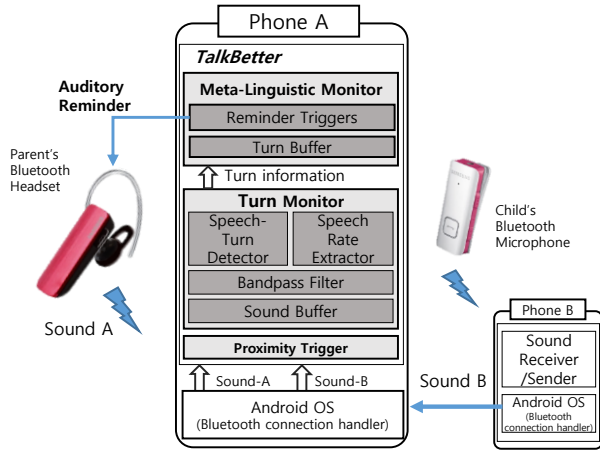 Phone A
TalkBetter
Meta-Linguistic Monitor
Reminder Triggers
Turn Buffer
Turn information
Turn Monitor
Speech-
Turn
Detector
Speech
Rate
Extractor
Bandpass Filter
Sound Buffer
Proximity Trigger
Sound-A
Sound-B
Android OS
(Bluetooth connection handler)
Auditory
Reminder
Parent's
Bluetooth
Headset
Sound A
Child's
Bluetooth
Microphone
Sound B
Phone B
Sound
Receiver
/Sender
Android OS
(Bluetooth
connection handler)